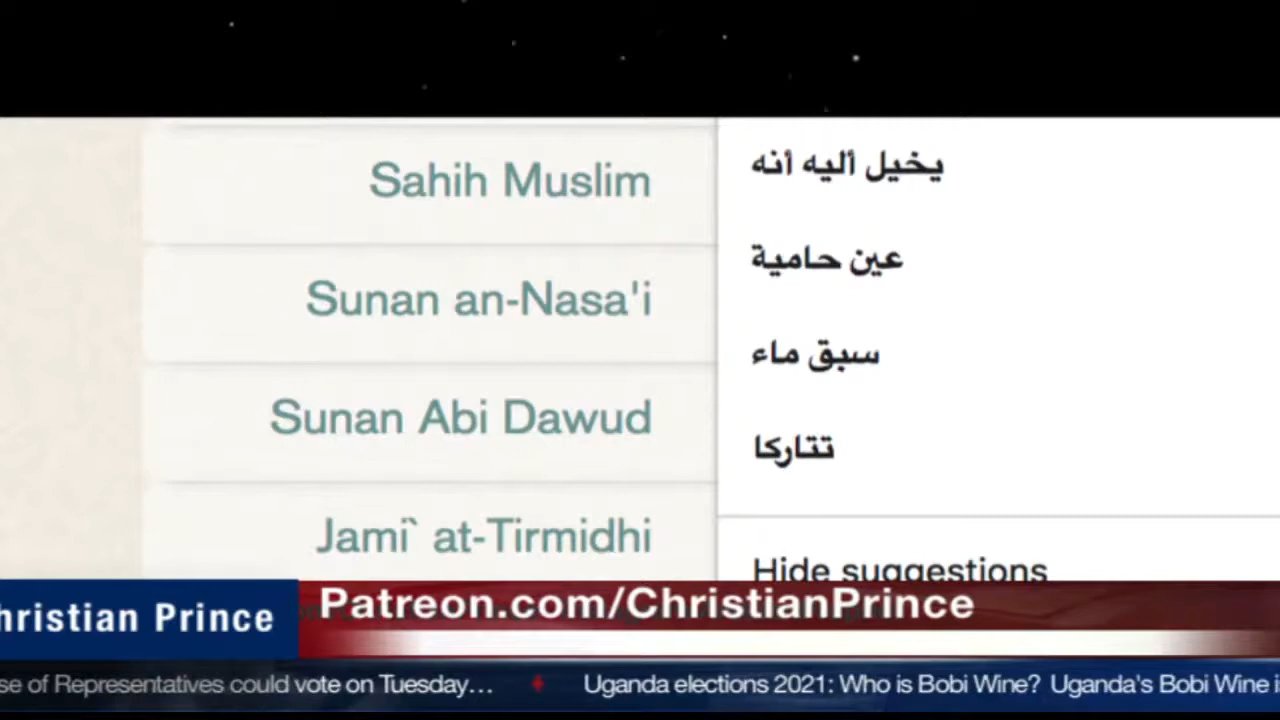 Sahih Muslim
Sunan an-Nasa'i
Sunan Abi Dawud
Jami` at-Tirmidhi
يخيل أليه أنه
عين حامية
سبق ماء
تتاركا
Hide suggestions
hristian Prince
Patreon.com/ChristianPrince
se of Representatives could vote on Tuesday… Uganda elections 2021: Who is Bobi Wine? Uganda's Bobi Wine i